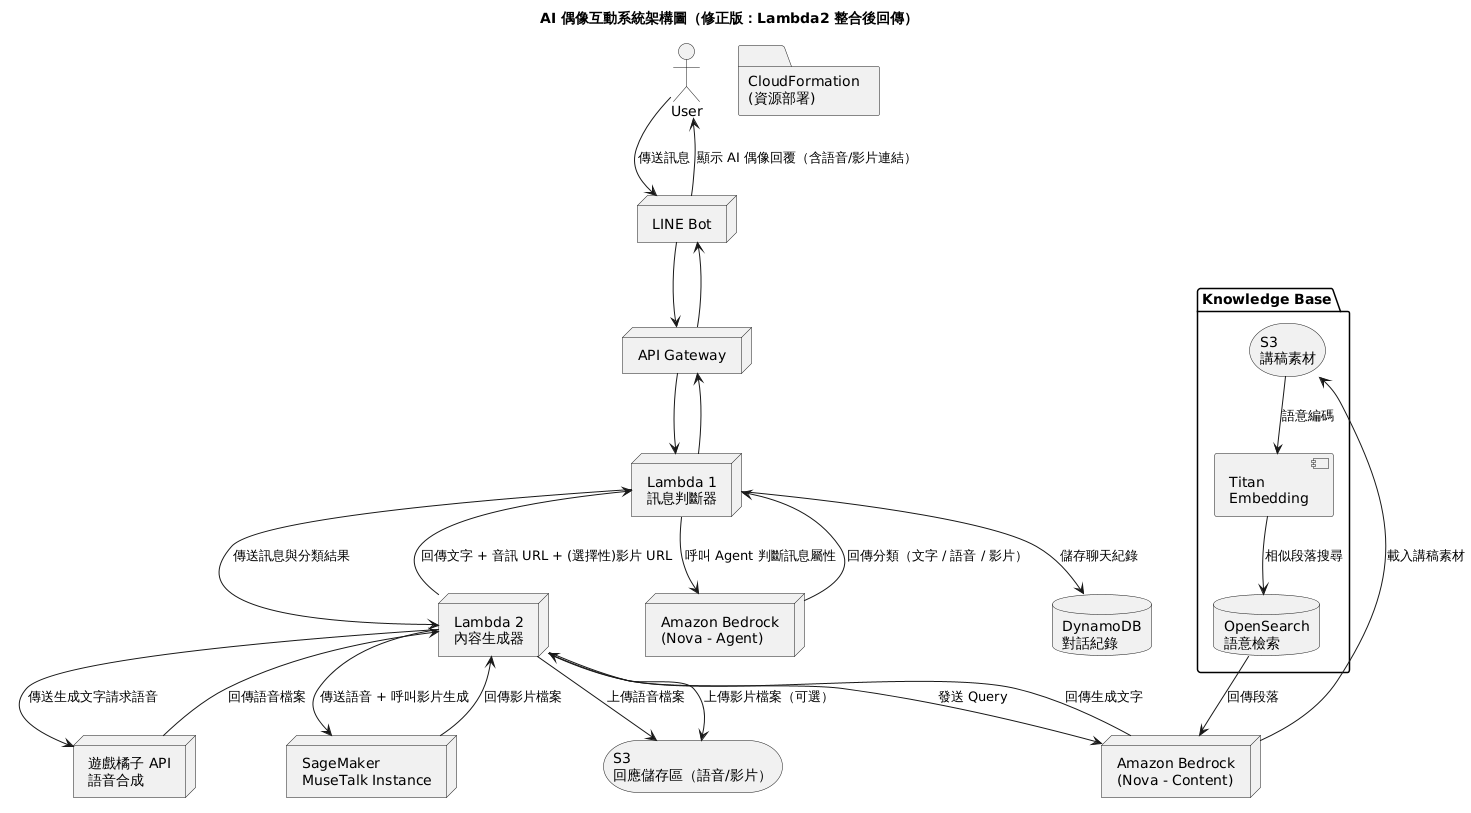 AI 偶像互動系統架構圖（修正版：Lambda2 整合後回傳）
User
CloudFormation
(資源部署)
傳送訊息
顯示 AI 偶像回覆（含語音/影片連結）
LINE Bot
API Gateway
Knowledge Base
S3
講稿素材
語意編碼
Lambda 1
訊息判斷器
Titan
Embedding
傳送訊息與分類結果
回傳文字 + 音訊 URL + (選擇性)影片 URL
呼叫 Agent 判斷訊息屬性
回傳分類（文字 / 語音 / 影片）
儲存聊天紀錄
相似段落搜尋
載入講稿素材
Lambda 2
內容生成器
Amazon Bedrock
(Nova - Agent)
DynamoDB
對話紀錄
OpenSearch
語意檢索
傳送生成文字請求語音
回傳語音檔案
傳送語音 + 呼叫影片生成
回傳影片檔案
上傳語音檔案
上傳影片檔案（可選）
發送 Query
回傳生成文字
回傳段落
遊戲橘子 API
語音合成
SageMaker
MuseTalk Instance
S3
回應儲存區（語音/影片）
Amazon Bedrock
(Nova - Content)